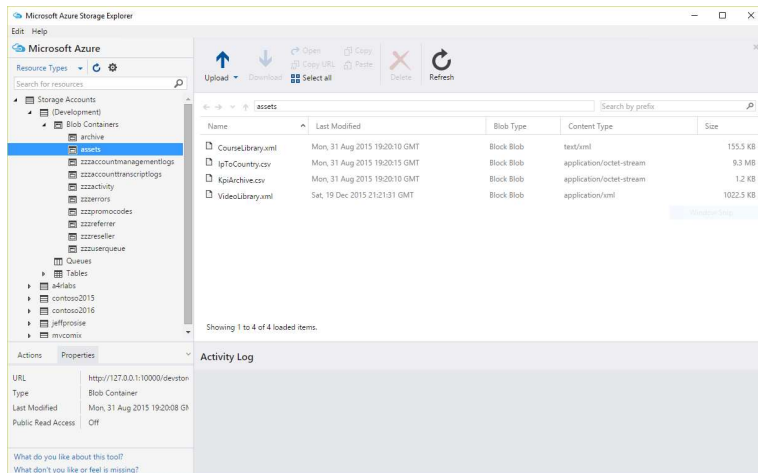 Microsoft Azure Storage Explorer
Edit Help
Microsoft Azure
Resource Types
Search for resources
Storage Accounts
(Development)
Blob Containers
archive
assets
zzzaccountmanagementlogs
zzzaccounttranscriptlogs
zzzactivity
zzzerrors
zzzpromocodes
zzzreferrer
zzzreseller
zzzuserqueue
Queues
Tables
a4rlabs
contoso2015
contoso2016
jeffprosise
mvcomix
Actions Properties
URL http://127.0.0.1:10000/devstor
Type Blob Container
Last Modified Mon, 31 Aug 2015 19:20:08 GM
Public Read Access Off
What do you like about this tool?
What don't you like or feel is missing?
Upload Download Open Copy URL Select all Copy Paste Delete Refresh
assets Search by prefix
Name Last Modified Blob Type Content Type Size
CourseLibrary.xml Mon, 31 Aug 2015 19:20:10 GMT Block Blob text/xml 155.5 KB
IpToCountry.csv Mon, 31 Aug 2015 19:20:15 GMT Block Blob application/octet-stream 9.3 MB
KpiArchive.csv Mon, 31 Aug 2015 19:20:10 GMT Block Blob application/octet-stream 1.2 KB
VideoLibrary.xml Sat, 19 Dec 2015 21:21:31 GMT Block Blob application/xml 1022.5 KB
Showing 1 to 4 of 4 loaded items.
Activity Log